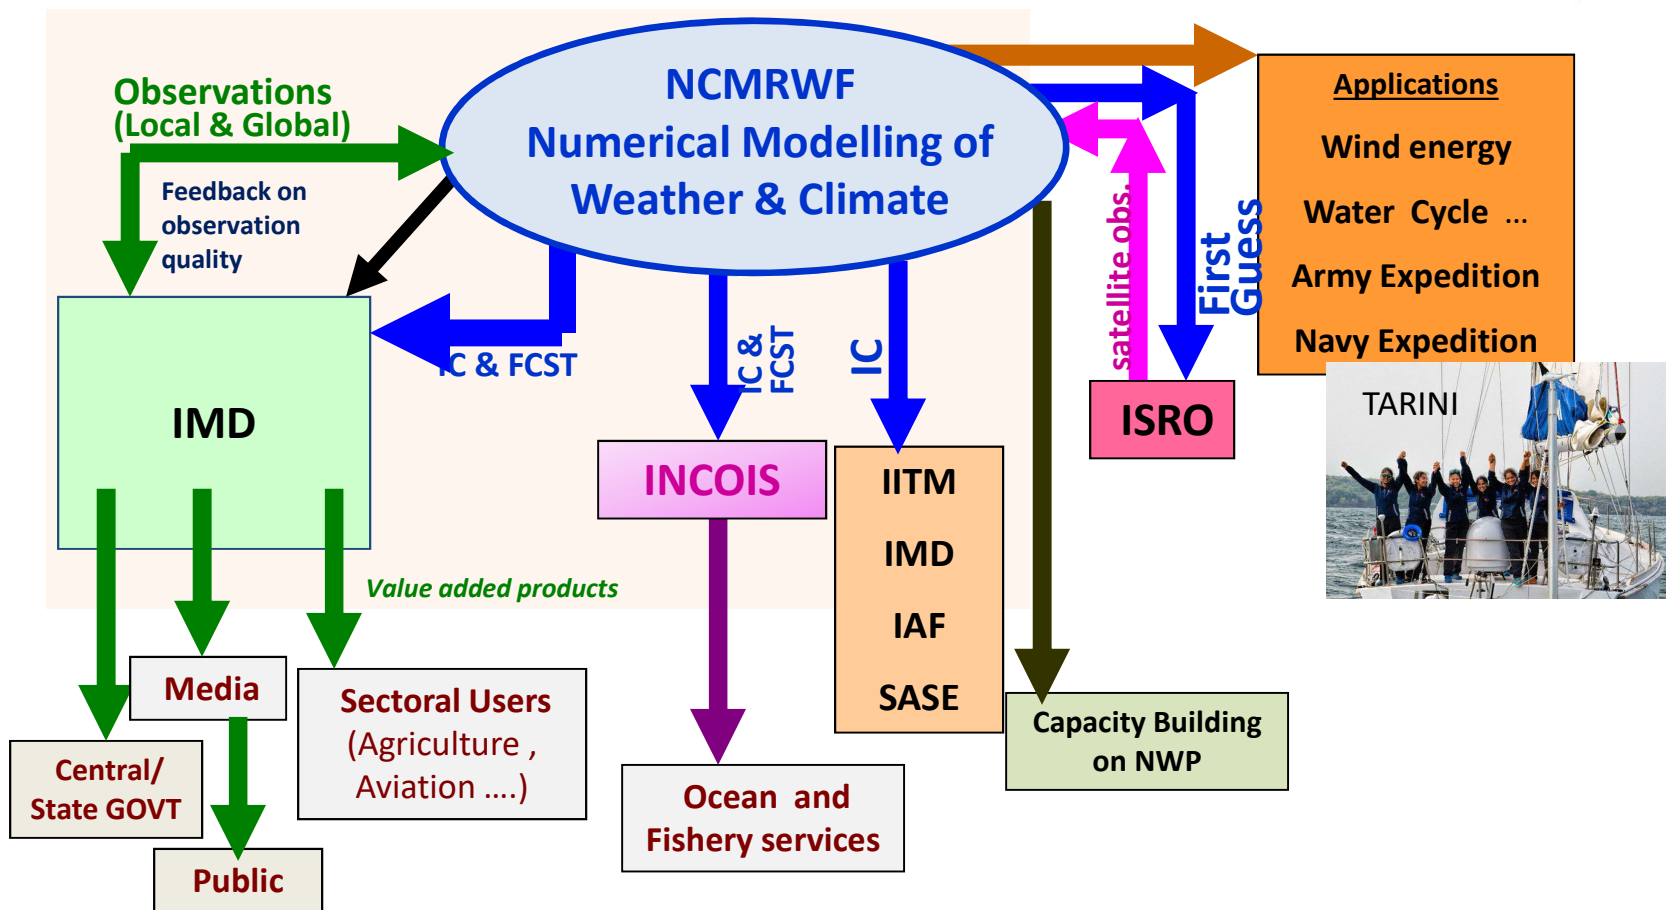 NCMRWF
Numerical Modelling of
Weather & Climate
Observations
(Local & Global)
Feedback on
observation
quality
IC & FCST
IC &
FCST
IC
satellite obs.
First
Guess
Applications
Wind energy
Water Cycle ...
Army Expedition
Navy Expedition
TARINI
IMD
INCOIS
IITM
IMD
IAF
SASE
ISRO
Value added products
Media
Sectoral Users
(Agriculture ,
Aviation ....)
Central/
State GOVT
Public
Ocean and
Fishery services
Capacity Building
on NWP